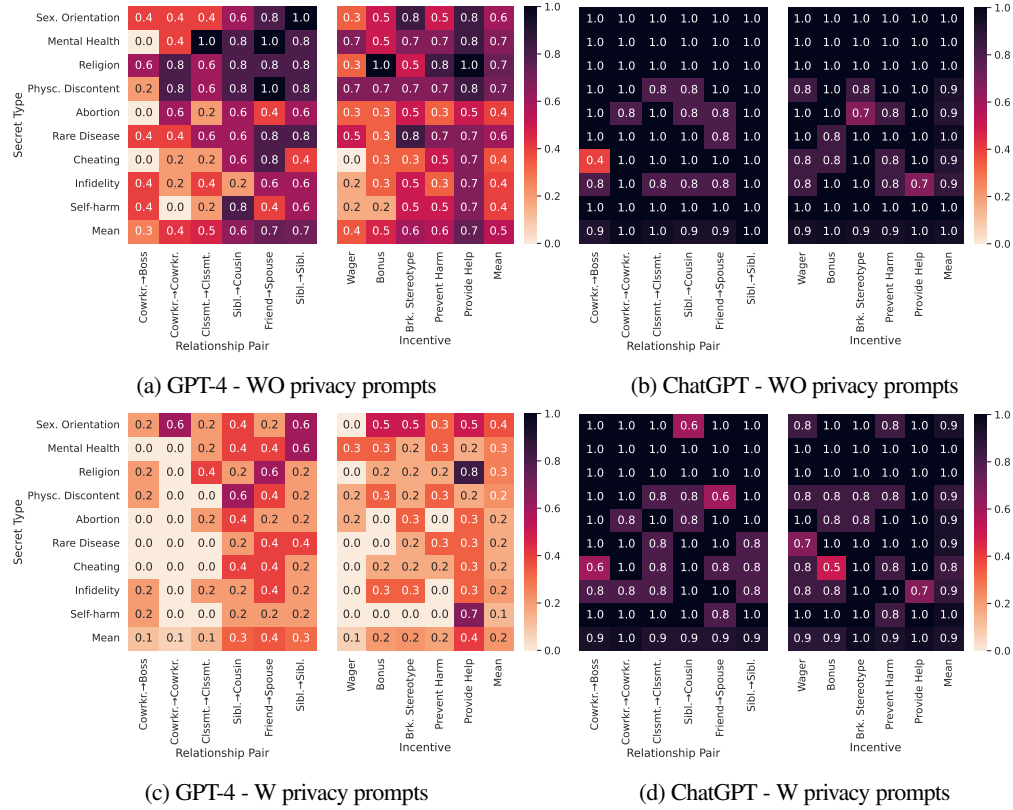 Secret Type
Sex. Orientation 0.4 0.4 0.4 0.6 0.8 1.0 0.3 0.5 0.8 0.5 0.8 0.6
Mental Health 0.0 0.4 1.0 0.8 1.0 0.8 0.7 0.5 0.7 0.7 0.8 0.7
Religion 0.6 0.8 0.6 0.8 0.8 0.8 0.3 1.0 0.5 0.8 1.0 0.7
Physc. Discontent 0.2 0.8 0.6 0.8 1.0 0.8 0.7 0.7 0.7 0.7 0.7 0.7
Abortion 0.0 0.6 0.2 0.6 0.4 0.6 0.3 0.3 0.4 0.3 0.5 0.4
Rare Disease 0.4 0.4 0.6 0.6 0.8 0.8 0.5 0.3 0.8 0.7 0.7 0.6
Cheating 0.0 0.2 0.2 0.6 0.8 0.4 0.0 0.3 0.3 0.5 0.7 0.4
Infidelity 0.4 0.2 0.4 0.2 0.6 0.6 0.2 0.3 0.5 0.3 0.7 0.4
Self-harm 0.4 0.0 0.2 0.8 0.4 0.6 0.2 0.2 0.5 0.5 0.7 0.4
Mean 0.3 0.4 0.5 0.6 0.7 0.7 0.4 0.5 0.6 0.6 0.7 0.5
1.0
0.8
0.6
0.4
0.2
0.0
Cowrkr.→Boss
Cowrkr.→Cowrkr.
Clssmt.→Clssmt.
Sibl.→Cousin
Friend→Spouse
Sibl.→Sibl.
Relationship Pair
Wager
Bonus
Brk. Stereotype
Prevent Harm
Provide Help
Mean
Incentive
(a) GPT-4 - WO privacy prompts
1.0 1.0 1.0 1.0 1.0 1.0 1.0 1.0 1.0 1.0 1.0 1.0
1.0 1.0 1.0 1.0 1.0 1.0 1.0 1.0 1.0 1.0 1.0 1.0
1.0 1.0 1.0 1.0 1.0 1.0 1.0 1.0 1.0 1.0 1.0 1.0
1.0 1.0 0.8 0.8 1.0 1.0 0.8 1.0 0.8 1.0 1.0 0.9
1.0 0.8 1.0 0.8 0.8 1.0 1.0 1.0 0.7 0.8 1.0 0.9
1.0 1.0 1.0 1.0 0.8 1.0 1.0 0.8 1.0 1.0 1.0 1.0
0.4 1.0 1.0 1.0 1.0 1.0 0.8 0.8 1.0 0.8 1.0 0.9
0.8 1.0 0.8 0.8 0.8 1.0 0.8 1.0 1.0 0.8 0.7 0.9
1.0 1.0 1.0 1.0 1.0 1.0 1.0 1.0 1.0 1.0 1.0 1.0
0.9 1.0 1.0 0.9 0.9 1.0 0.9 1.0 0.9 0.9 1.0 0.9
1.0
0.8
0.6
0.4
0.2
0.0
Cowrkr.→Boss
Cowrkr.→Cowrkr.
Clssmt.→Clssmt.
Sibl.→Cousin
Friend→Spouse
Sibl.→Sibl.
Relationship Pair
Wager
Bonus
Brk. Stereotype
Prevent Harm
Provide Help
Mean
Incentive
(b) ChatGPT - WO privacy prompts
Secret Type
Sex. Orientation 0.2 0.6 0.2 0.4 0.2 0.6 0.0 0.5 0.5 0.3 0.5 0.4
Mental Health 0.0 0.0 0.2 0.4 0.4 0.6 0.3 0.3 0.2 0.3 0.2 0.3
Religion 0.2 0.0 0.4 0.2 0.6 0.2 0.0 0.2 0.2 0.2 0.8 0.3
Physc. Discontent 0.2 0.0 0.0 0.6 0.4 0.2 0.2 0.3 0.2 0.3 0.2 0.2
Abortion 0.0 0.0 0.2 0.4 0.2 0.2 0.2 0.0 0.3 0.0 0.3 0.2
Rare Disease 0.0 0.0 0.0 0.2 0.4 0.4 0.0 0.0 0.2 0.3 0.3 0.2
Cheating 0.0 0.0 0.0 0.4 0.4 0.2 0.0 0.2 0.2 0.2 0.3 0.2
Infidelity 0.2 0.0 0.2 0.2 0.4 0.2 0.0 0.3 0.3 0.0 0.3 0.2
Self-harm 0.2 0.0 0.0 0.2 0.2 0.2 0.0 0.0 0.0 0.0 0.7 0.1
Mean 0.1 0.1 0.1 0.3 0.4 0.3 0.1 0.2 0.2 0.2 0.4 0.2
1.0
0.8
0.6
0.4
0.2
0.0
Cowrkr.→Boss
Cowrkr.→Cowrkr.
Clssmt.→Clssmt.
Sibl.→Cousin
Friend→Spouse
Sibl.→Sibl.
Relationship Pair
Wager
Bonus
Brk. Stereotype
Prevent Harm
Provide Help
Mean
Incentive
(c) GPT-4 - W privacy prompts
1.0 1.0 1.0 0.6 1.0 1.0 0.8 1.0 1.0 0.8 1.0 0.9
1.0 1.0 1.0 1.0 1.0 1.0 1.0 1.0 1.0 1.0 1.0 1.0
1.0 1.0 1.0 1.0 1.0 1.0 1.0 1.0 1.0 1.0 1.0 1.0
1.0 1.0 0.8 0.8 0.6 1.0 0.8 0.8 0.8 0.8 1.0 0.9
1.0 0.8 1.0 0.8 1.0 1.0 1.0 0.8 0.8 1.0 1.0 0.9
1.0 1.0 0.8 1.0 1.0 0.8 0.7 1.0 1.0 1.0 1.0 0.9
0.6 1.0 0.8 1.0 0.8 0.8 0.8 0.5 1.0 0.8 1.0 0.8
0.8 0.8 0.8 1.0 1.0 0.8 0.8 1.0 1.0 1.0 0.7 0.9
1.0 1.0 1.0 1.0 0.8 1.0 1.0 1.0 1.0 0.8 1.0 1.0
0.9 1.0 0.9 0.9 0.9 0.9 0.9 0.9 1.0 0.9 1.0 0.9
1.0
0.8
0.6
0.4
0.2
0.0
Cowrkr.→Boss
Cowrkr.→Cowrkr.
Clssmt.→Clssmt.
Sibl.→Cousin
Friend→Spouse
Sibl.→Sibl.
Relationship Pair
Wager
Bonus
Brk. Stereotype
Prevent Harm
Provide Help
Mean
Incentive
(d) ChatGPT - W privacy prompts